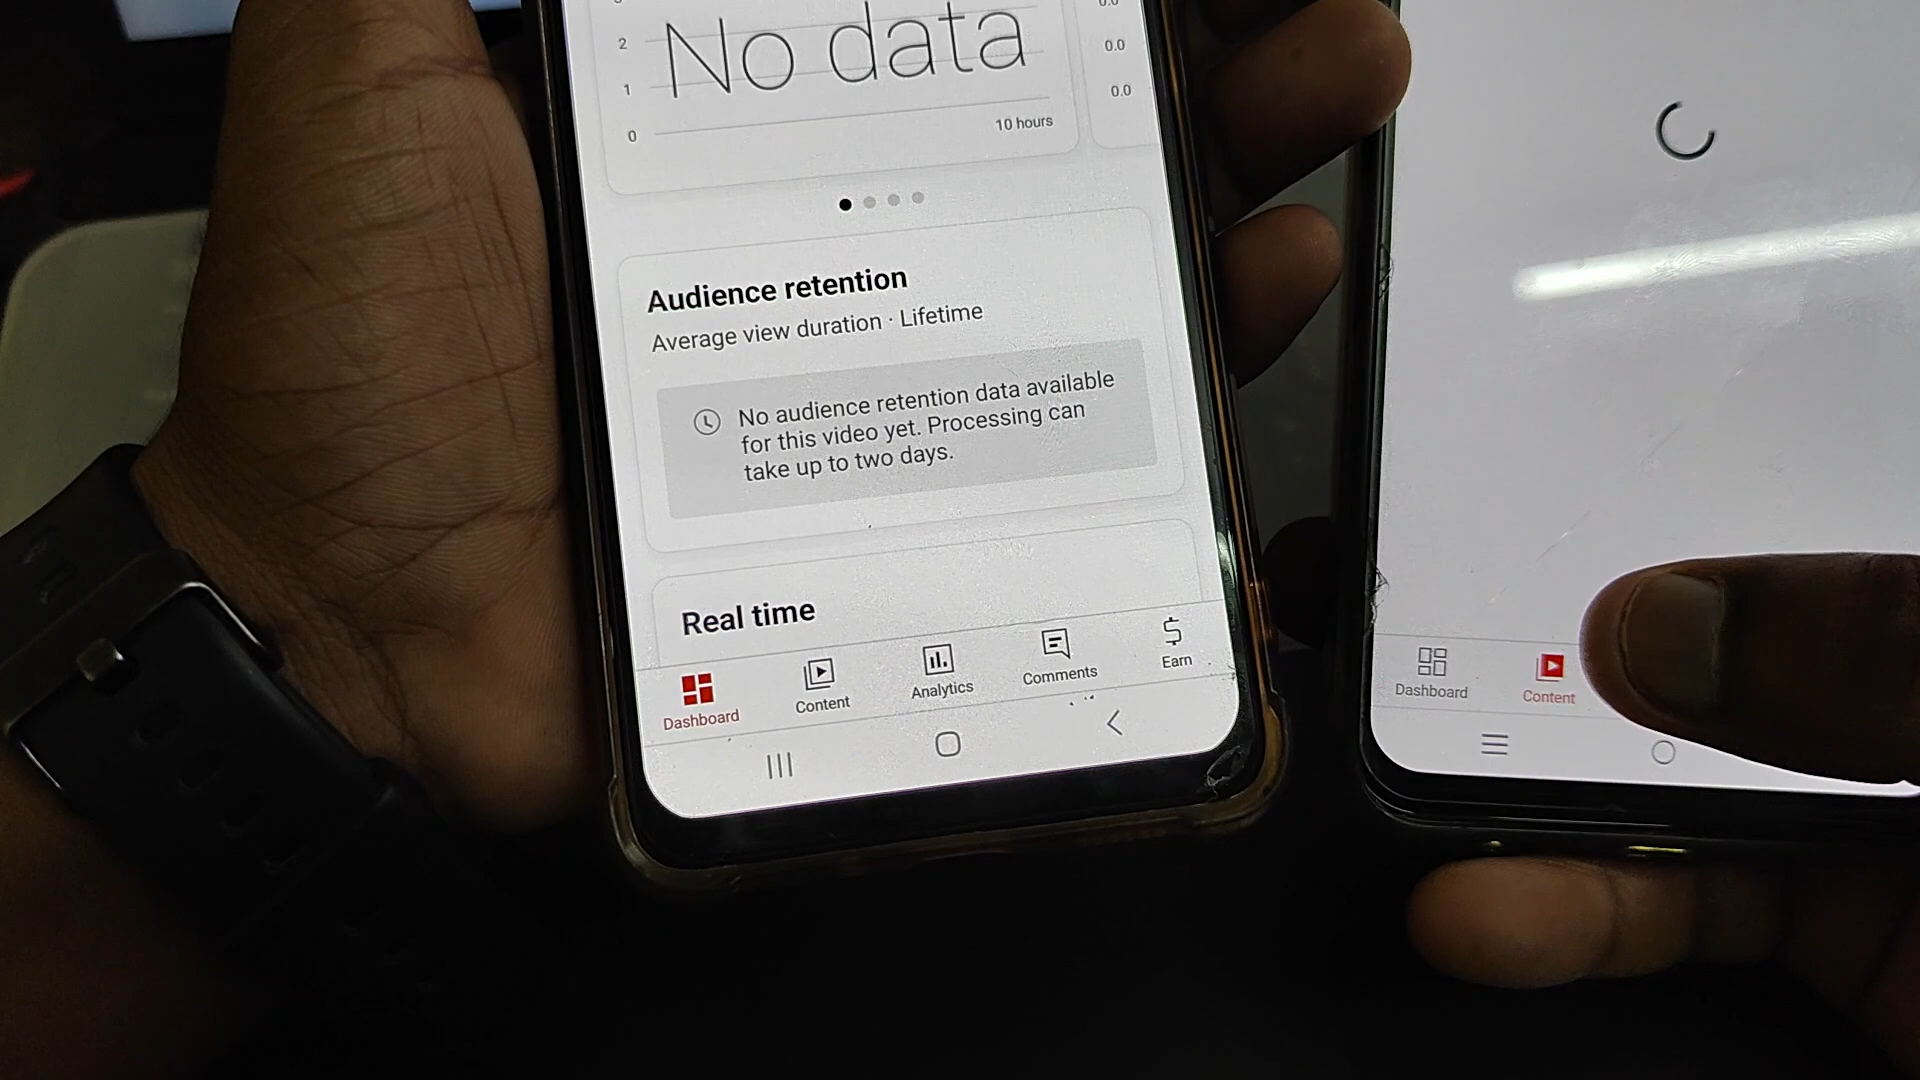 2
No data
1
0
10 hours
0.0
0.0
0.0
Audience retention
Average view duration · Lifetime
No audience retention data available
for this video yet. Processing can
take up to two days.
Real time
Dashboard
Content
Analytics
Comments
Earn
Dashboard
Content